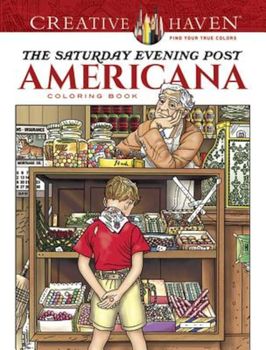 CREATIVE HAVEN®
FIND YOUR TRUE COLORS
THE SATURDAY EVENING POST
AMERICANA
COLORING BOOK